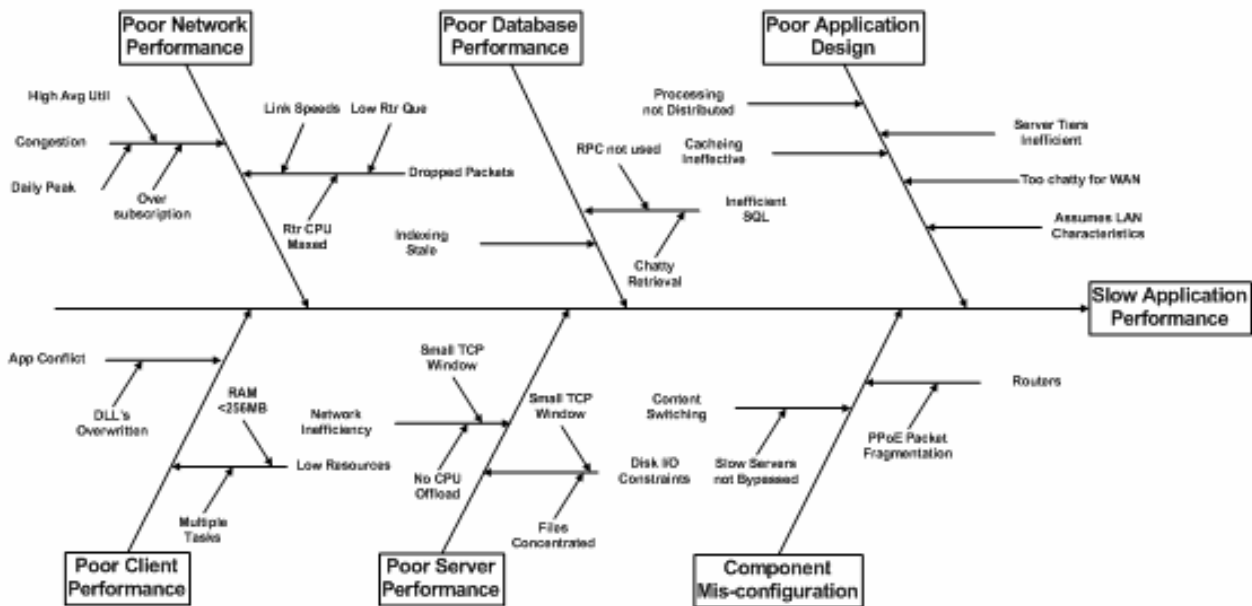 Poor Network
Performance
Poor Database
Performance
Poor Application
Design
High Avg Util
Congestion
Daily Peak
Over
subscription
Link Speeds
Low Rtr Que
Dropped Packets
Rtr CPU
Maxed
RPC not used
Inefficient
SQL
Indexing
Stale
Chatty
Retrieval
Processing
not Distributed
Cacheing
Ineffective
Server Tiers
Inefficient
Too chatty for WAN
Assumes LAN
Characteristics
Slow Application
Performance
App Conflict
DLL's
Overwritten
RAM
<256MB
Low Resources
Multiple
Tasks
Small TCP
Window
Network
Inefficiency
No CPU
Offload
Small TCP
Window
Disk I/O
Constraints
Files
Concentrated
Content
Switching
Slow Servers
not Bypassed
Routers
PPoE Packet
Fragmentation
Poor Client
Performance
Poor Server
Performance
Component
Mis-configuration